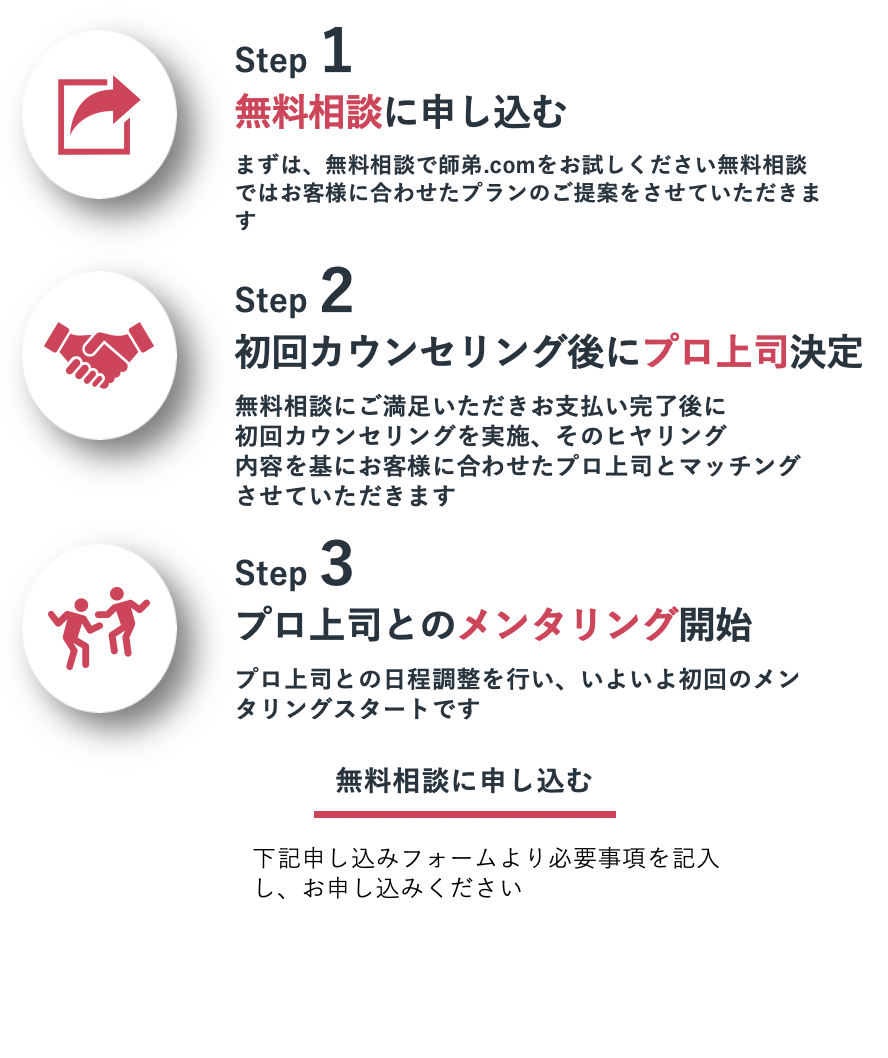 Step 1
無料相談に申し込む
まずは、無料相談で師弟.comをお試しください無料相談
ではお客様に合わせたプランのご提案をさせていただきま
す
Step 2
初回カウンセリング後にプロ上司決定
無料相談にご満足いただきお支払い完了後に
初回カウンセリングを実施、そのヒヤリング
内容を基にお客様に合わせたプロ上司とマッチング
させていただきます
Step 3
プロ上司とのメンタリング開始
プロ上司との日程調整を行い、いよいよ初回のメン
タリングスタートです
無料相談に申し込む
下記申し込みフォームより必要事項を記入
し、お申し込みください